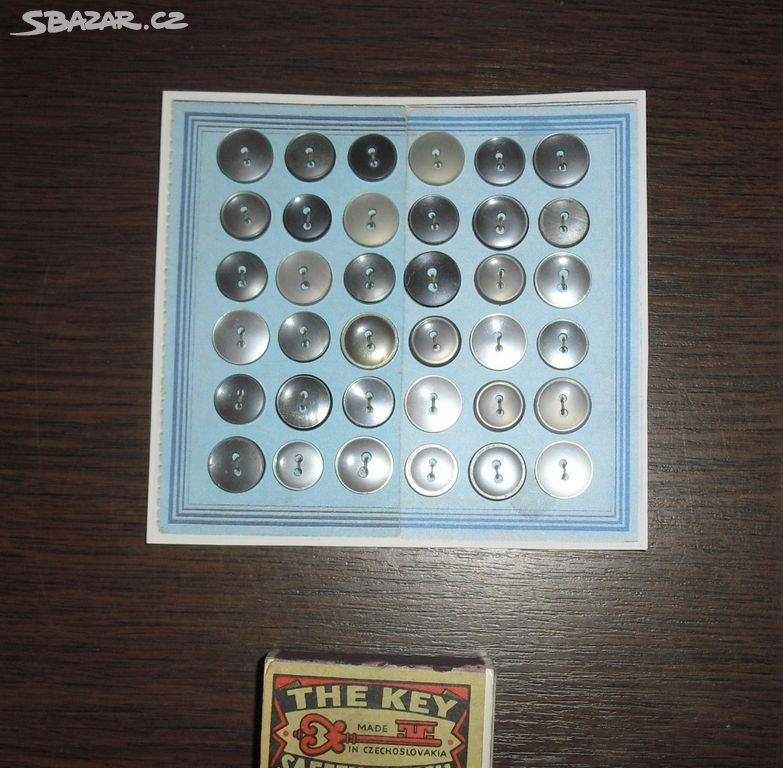 SBAZAR.CZ
THE KEY
MADE
IN CZECHOSLOVAKIA